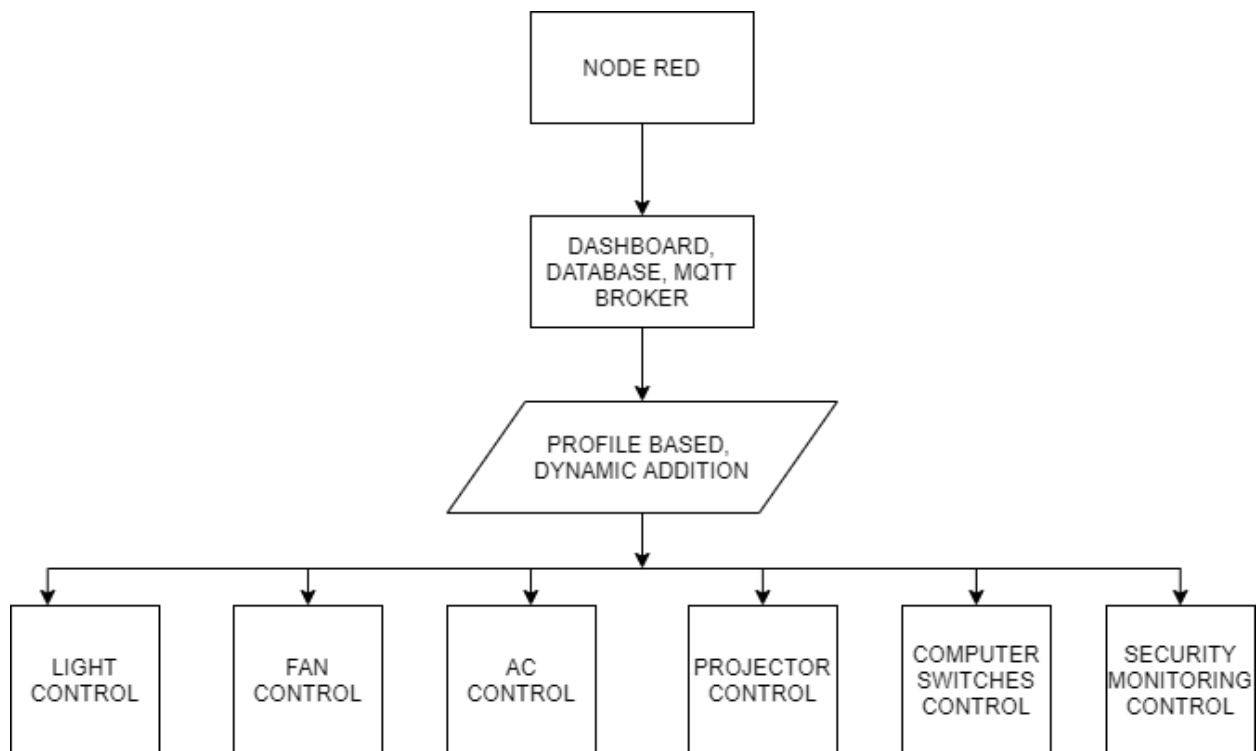 NODE RED
DASHBOARD,
DATABASE, MQTT
BROKER
PROFILE BASED,
DYNAMIC ADDITION
LIGHT
CONTROL
FAN
CONTROL
AC
CONTROL
PROJECTOR
CONTROL
COMPUTER
SWITCHES
CONTROL
SECURITY
MONITORING
CONTROL